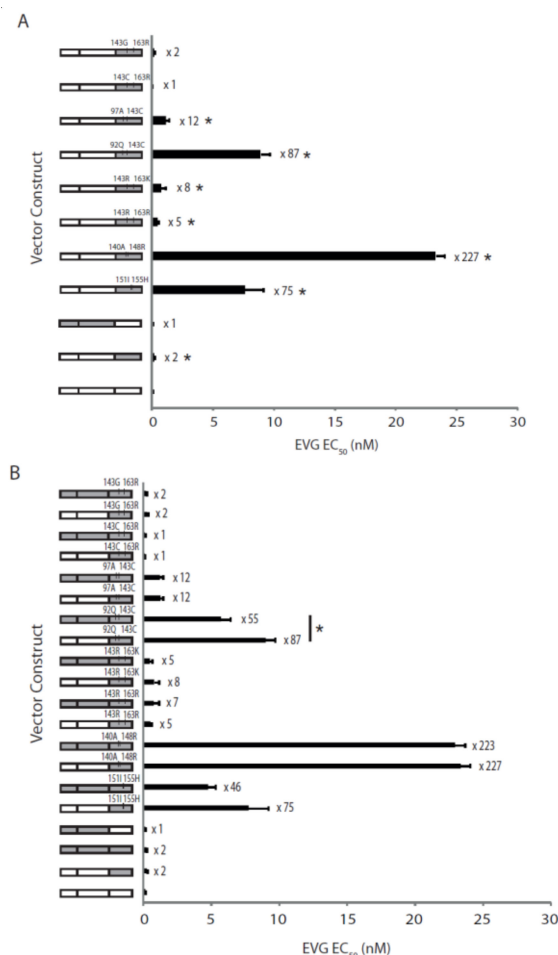 A
Vector Construct
143G 163R
x 2
143C 163R
x 1
97A 143C
x 12 *
92Q 143C
x 87 *
143R 163K
x 8 *
143R 163R
x 5 *
140A 148R
x 227 *
151I 155H
x 75 *
x 1
x 2 *
0 5 10 15 20 25 30
EVG EC50 (nM)
B
Vector Construct
143G 163R
x 2
143G 163R
x 2
143C 163R
x 1
143C 163R
x 1
97A 143C
x 12
97A 143C
x 12
92Q 143C
x 55
*
92Q 143C
x 87
143R 163K
x 5
143R 163K
x 8
143R 163R
x 7
143R 163R
x 5
140A 148R
x 223
140A 148R
x 227
151I 155H
x 46
151I 155H
x 75
x 1
x 2
x 2
0 5 10 15 20 25 30
EVG EC50 (nM)